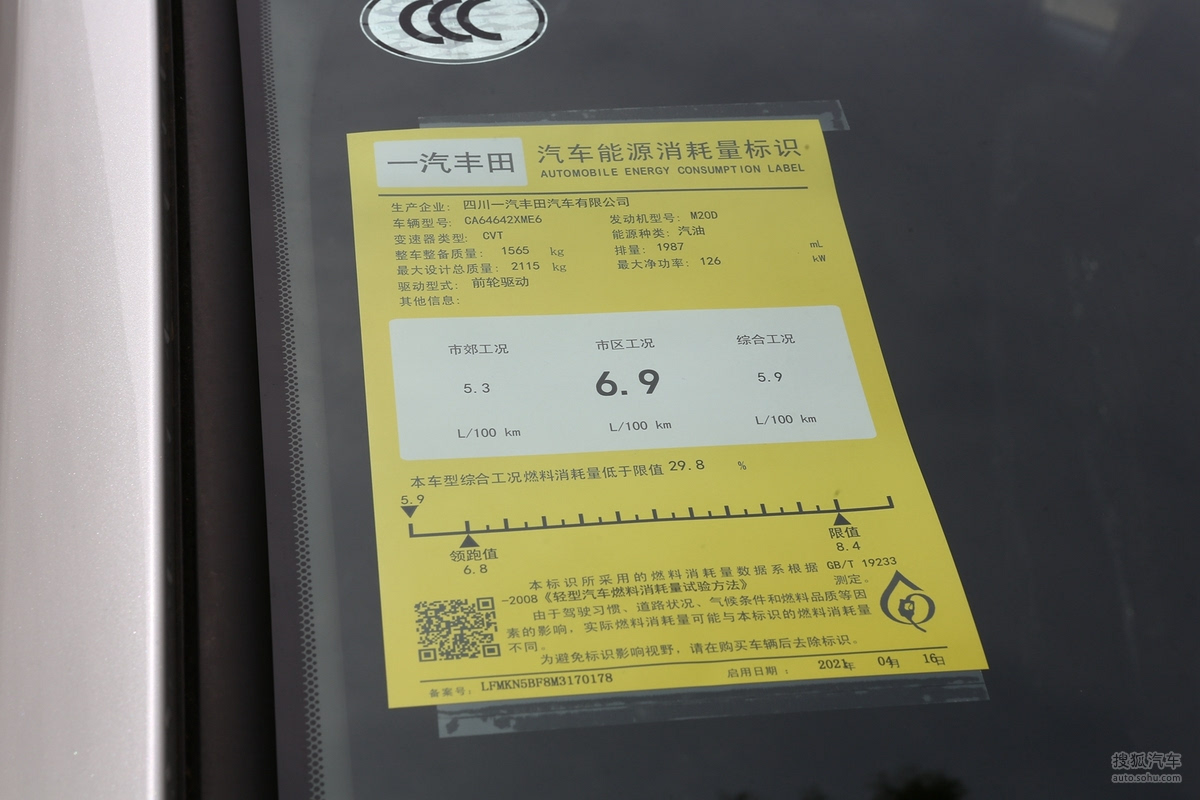 CCC
一汽丰田
汽车能源消耗量标识
AUTOMOBILE ENERGY CONSUMPTION LABEL
生产企业: 四川一汽丰田汽车有限公司
车辆型号: CA64642XME6 发动机型号: M20D
变速器类型: CVT 能源种类: 汽油
整车整备质量: 1565 kg 排量: 1987 mL
最大设计总质量: 2115 kg 最大净功率: 126 kW
驱动型式: 前轮驱动
其他信息:
市郊工况 市区工况 综合工况
5.3 6.9 5.9
L/100 km L/100 km L/100 km
本车型综合工况燃料消耗量低于限值 29.8 %
5.9
领跑值 限值
6.8 8.4
本标识所采用的燃料消耗量数据系根据 GB/T 19233
-2008《轻型汽车燃料消耗量试验方法》 测定。
由于驾驶习惯、道路状况、气候条件和燃料品质等因
素的影响，实际燃料消耗量可能与本标识的燃料消耗量
不同。
为避免标识影响视野，请在购买车辆后去除标识。
备案号: LFMKN5BF8M3170178 启用日期: 2021年 04月 16日
搜狐汽车
auto.sohu.com